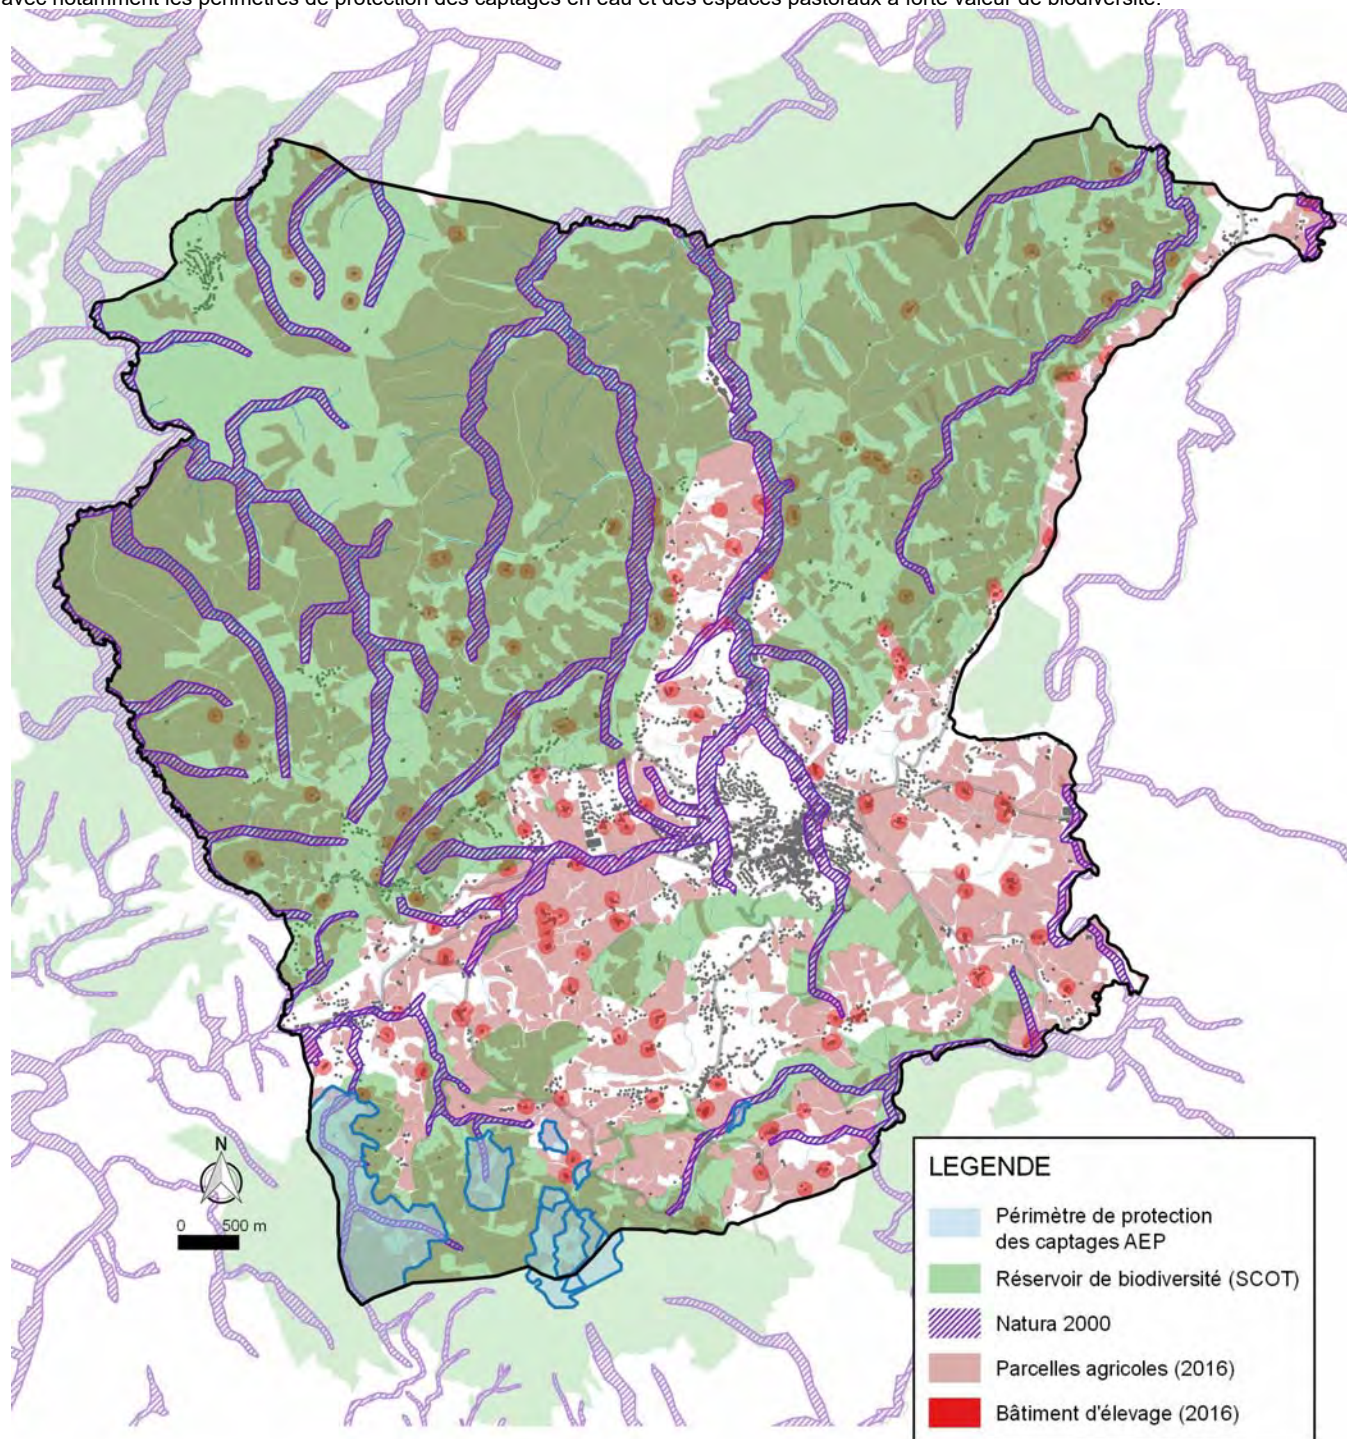 avec notamment les périmètres de protection des captages en eau et des espaces pastoraux à forte valeur de biodiversité.
N
0 500 m
LEGENDE
Périmètre de protection
des captages AEP
Réservoir de biodiversité (SCOT)
Natura 2000
Parcelles agricoles (2016)
Bâtiment d'élevage (2016)